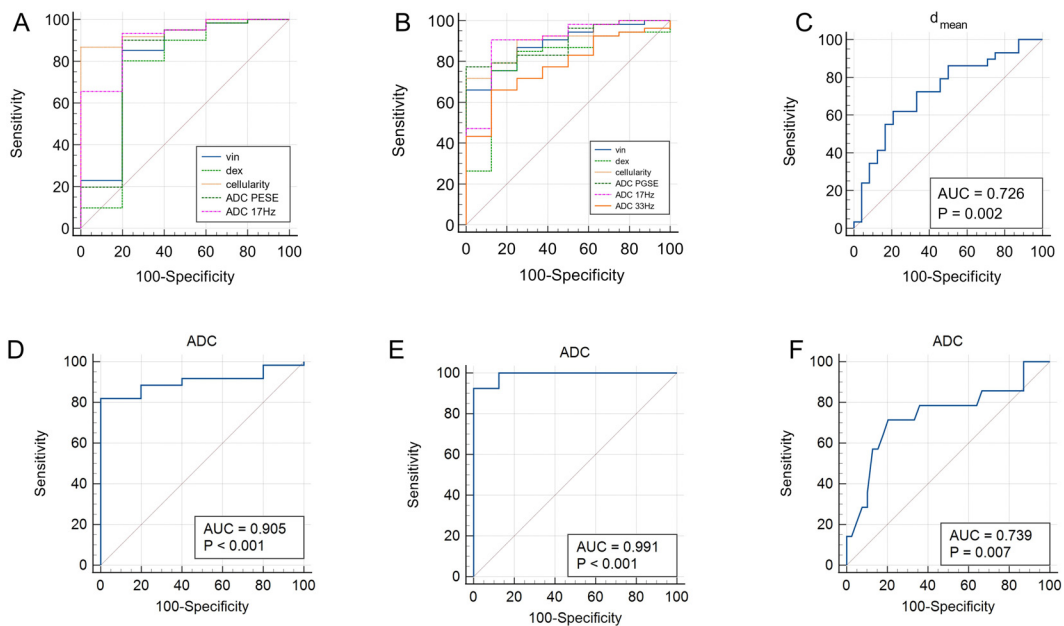 A
100
80
60
40
20
0
Sensitivity
vin
dex
cellularity
ADC PESE
ADC 17Hz
0 20 40 60 80 100
100-Specificity
B
100
80
60
40
20
0
Sensitivity
vin
dex
cellularity
ADC PGSE
ADC 17Hz
ADC 33Hz
0 20 40 60 80 100
100-Specificity
C
d mean
100
80
60
40
20
0
Sensitivity
AUC = 0.726
P = 0.002
0 20 40 60 80 100
100-Specificity
D
ADC
100
80
60
40
20
0
Sensitivity
AUC = 0.905
P < 0.001
0 20 40 60 80 100
100-Specificity
E
ADC
100
80
60
40
20
0
Sensitivity
AUC = 0.991
P < 0.001
0 20 40 60 80 100
100-Specificity
F
ADC
100
80
60
40
20
0
Sensitivity
AUC = 0.739
P = 0.007
0 20 40 60 80 100
100-Specificity